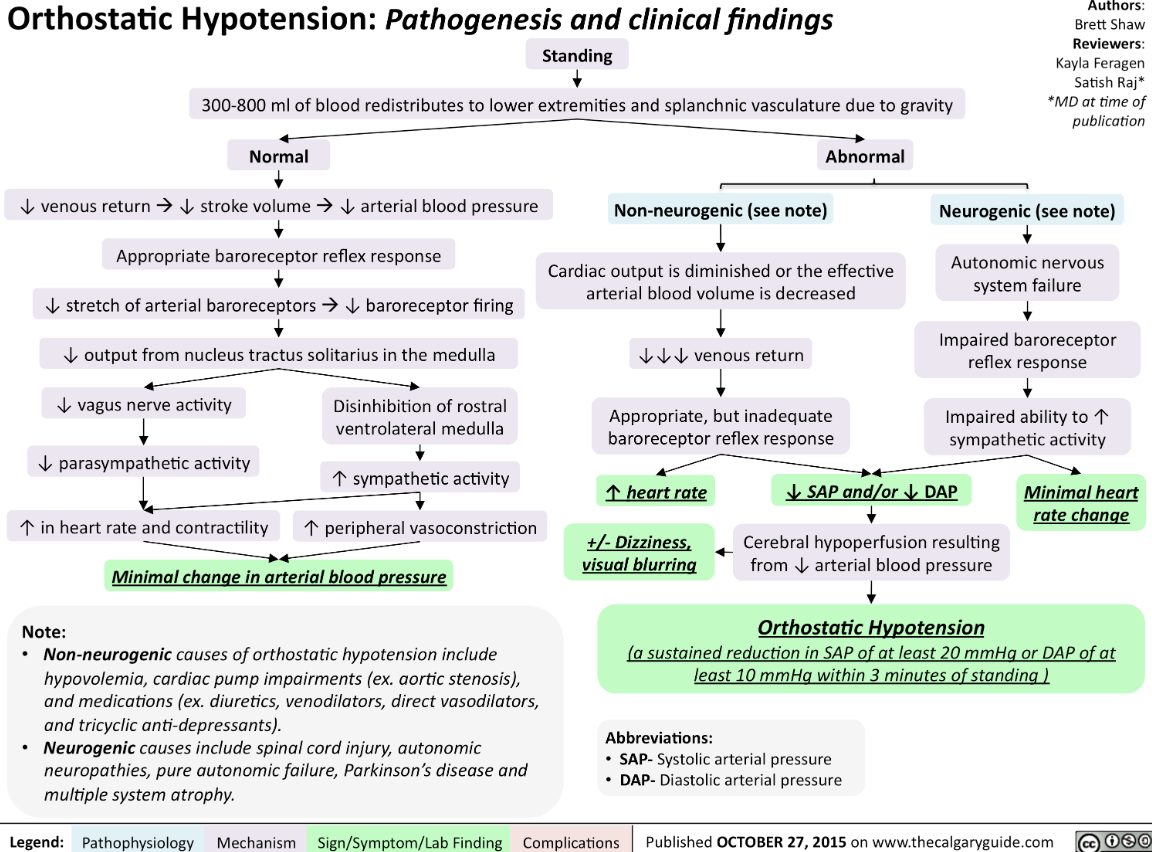 Orthostatic Hypotension: Pathogenesis and clinical findings
Authors:
Brett Shaw
Reviewers:
Kayla Feragen
Satish Raj*
*MD at time of
publication
Standing
300-800 ml of blood redistributes to lower extremities and splanchnic vasculature due to gravity
Normal
↓ venous return → ↓ stroke volume → ↓ arterial blood pressure
Appropriate baroreceptor reflex response
↓ stretch of arterial baroreceptors → ↓ baroreceptor firing
↓ output from nucleus tractus solitarius in the medulla
↓ vagus nerve activity
↓ parasympathetic activity
Disinhibition of rostral
ventrolateral medulla
↑ sympathetic activity
↑ in heart rate and contractility
↑ peripheral vasoconstriction
Minimal change in arterial blood pressure
Abnormal
Non-neurogenic (see note)
Cardiac output is diminished or the effective
arterial blood volume is decreased
↓↓↓ venous return
Appropriate, but inadequate
baroreceptor reflex response
Neurogenic (see note)
Autonomic nervous
system failure
Impaired baroreceptor
reflex response
Impaired ability to ↑
sympathetic activity
↑ heart rate
↓ SAP and/or ↓ DAP
Minimal heart
rate change
+/- Dizziness,
visual blurring
Cerebral hypoperfusion resulting
from ↓ arterial blood pressure
Orthostatic Hypotension
(a sustained reduction in SAP of at least 20 mmHg or DAP of at
least 10 mmHg within 3 minutes of standing )
Note:
• Non-neurogenic causes of orthostatic hypotension include
hypovolemia, cardiac pump impairments (ex. aortic stenosis),
and medications (ex. diuretics, venodilators, direct vasodilators,
and tricyclic anti-depressants).
• Neurogenic causes include spinal cord injury, autonomic
neuropathies, pure autonomic failure, Parkinson's disease and
multiple system atrophy.
Abbreviations:
• SAP- Systolic arterial pressure
• DAP- Diastolic arterial pressure
Legend: Pathophysiology Mechanism Sign/Symptom/Lab Finding Complications Published OCTOBER 27, 2015 on www.thecalgaryguide.com
cc